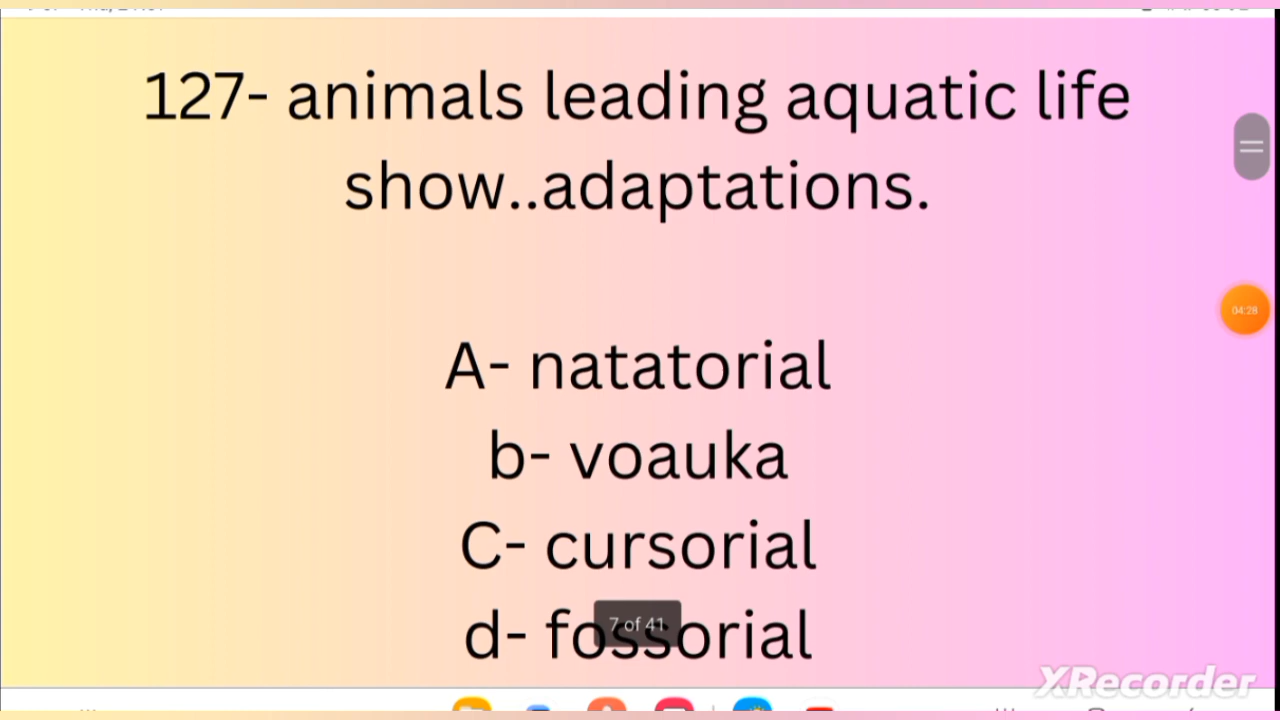 127- animals leading aquatic life
show..adaptations.
A- natatorial
b- voauka
C- cursorial
d- fossorial
7 of 41
04:28
XRecorder